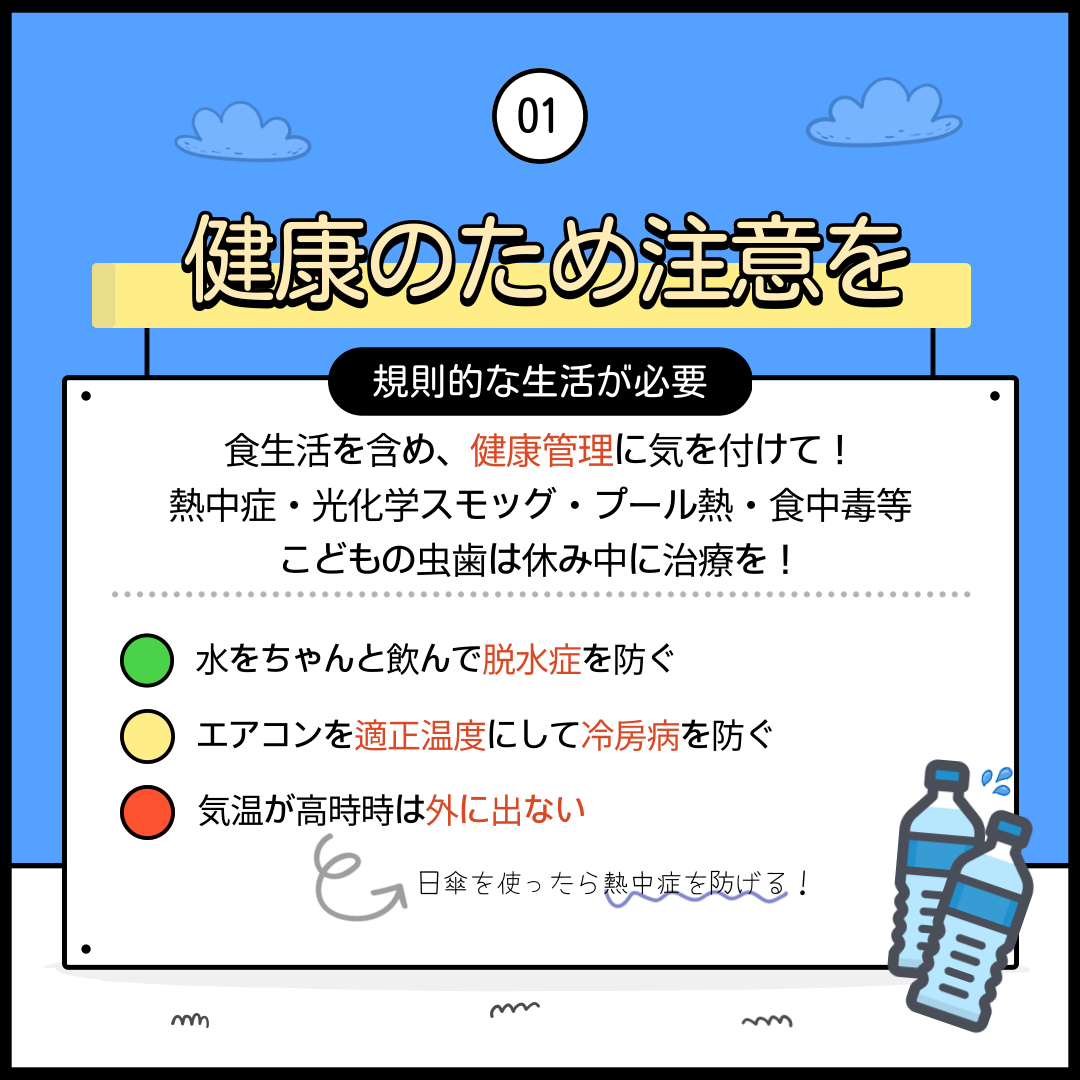 01
健康のため注意を
規則的な生活が必要
食生活を含め、健康管理に気を付けて！
熱中症・光化学スモッグ・プール熱・食中毒等
こどもの虫歯は休み中に治療を！
水をちゃんと飲んで脱水症を防ぐ
エアコンを適正温度にして冷房病を防ぐ
気温が高時時は外に出ない
日傘を使ったら熱中症を防げる！